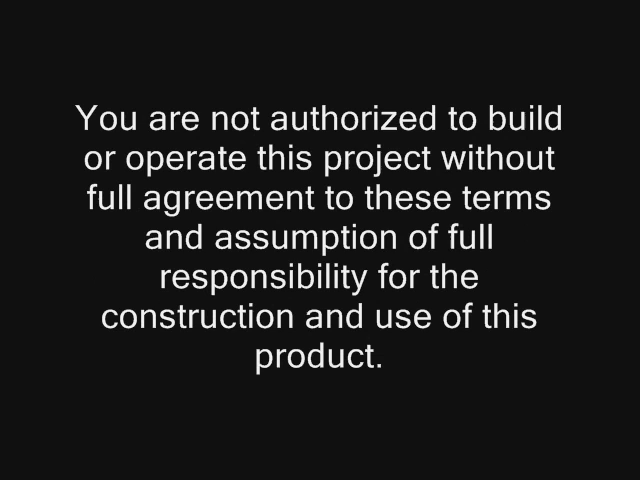 You are not authorized to build
or operate this project without
full agreement to these terms
and assumption of full
responsibility for the
construction and use of this
product.